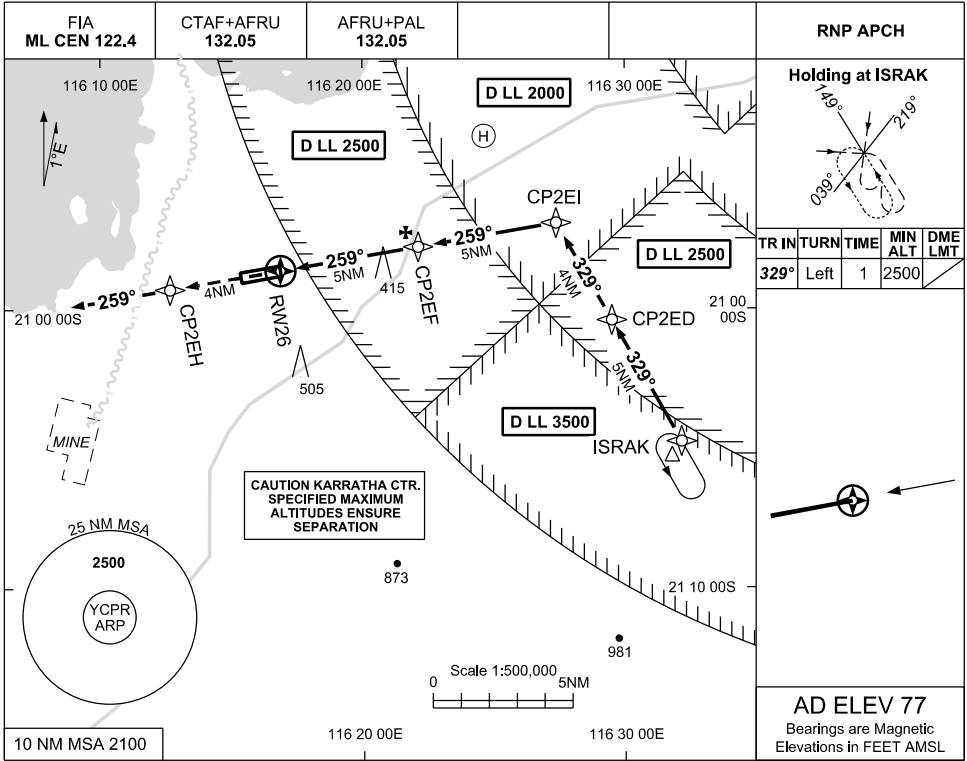 FIA
ML CEN 122.4
CTAF+AFRU
132.05
AFRU+PAL
132.05
RNP APCH
116 10 00E
116 20 00E
116 30 00E
1°E
D LL 2500
D LL 2000
H
CP2EI
D LL 2500
259°
5NM
259°
5NM
329°
4NM
415
CP2EF
CP2ED
21 00
00S
259°
4NM
21 00 00S
CP2EH
RW26
505
329°
5NM
D LL 3500
ISRAK
MINE
CAUTION KARRATHA CTR.
SPECIFIED MAXIMUM
ALTITUDES ENSURE
SEPARATION
25 NM MSA
2500
YCPR
ARP
873
21 10 00S
981
Scale 1:500,000
0 5NM
10 NM MSA 2100
116 20 00E
116 30 00E
Holding at ISRAK
149°
219°
039°
TR IN TURN TIME MIN ALT DME LMT
329° Left 1 2500
AD ELEV 77
Bearings are Magnetic
Elevations in FEET AMSL